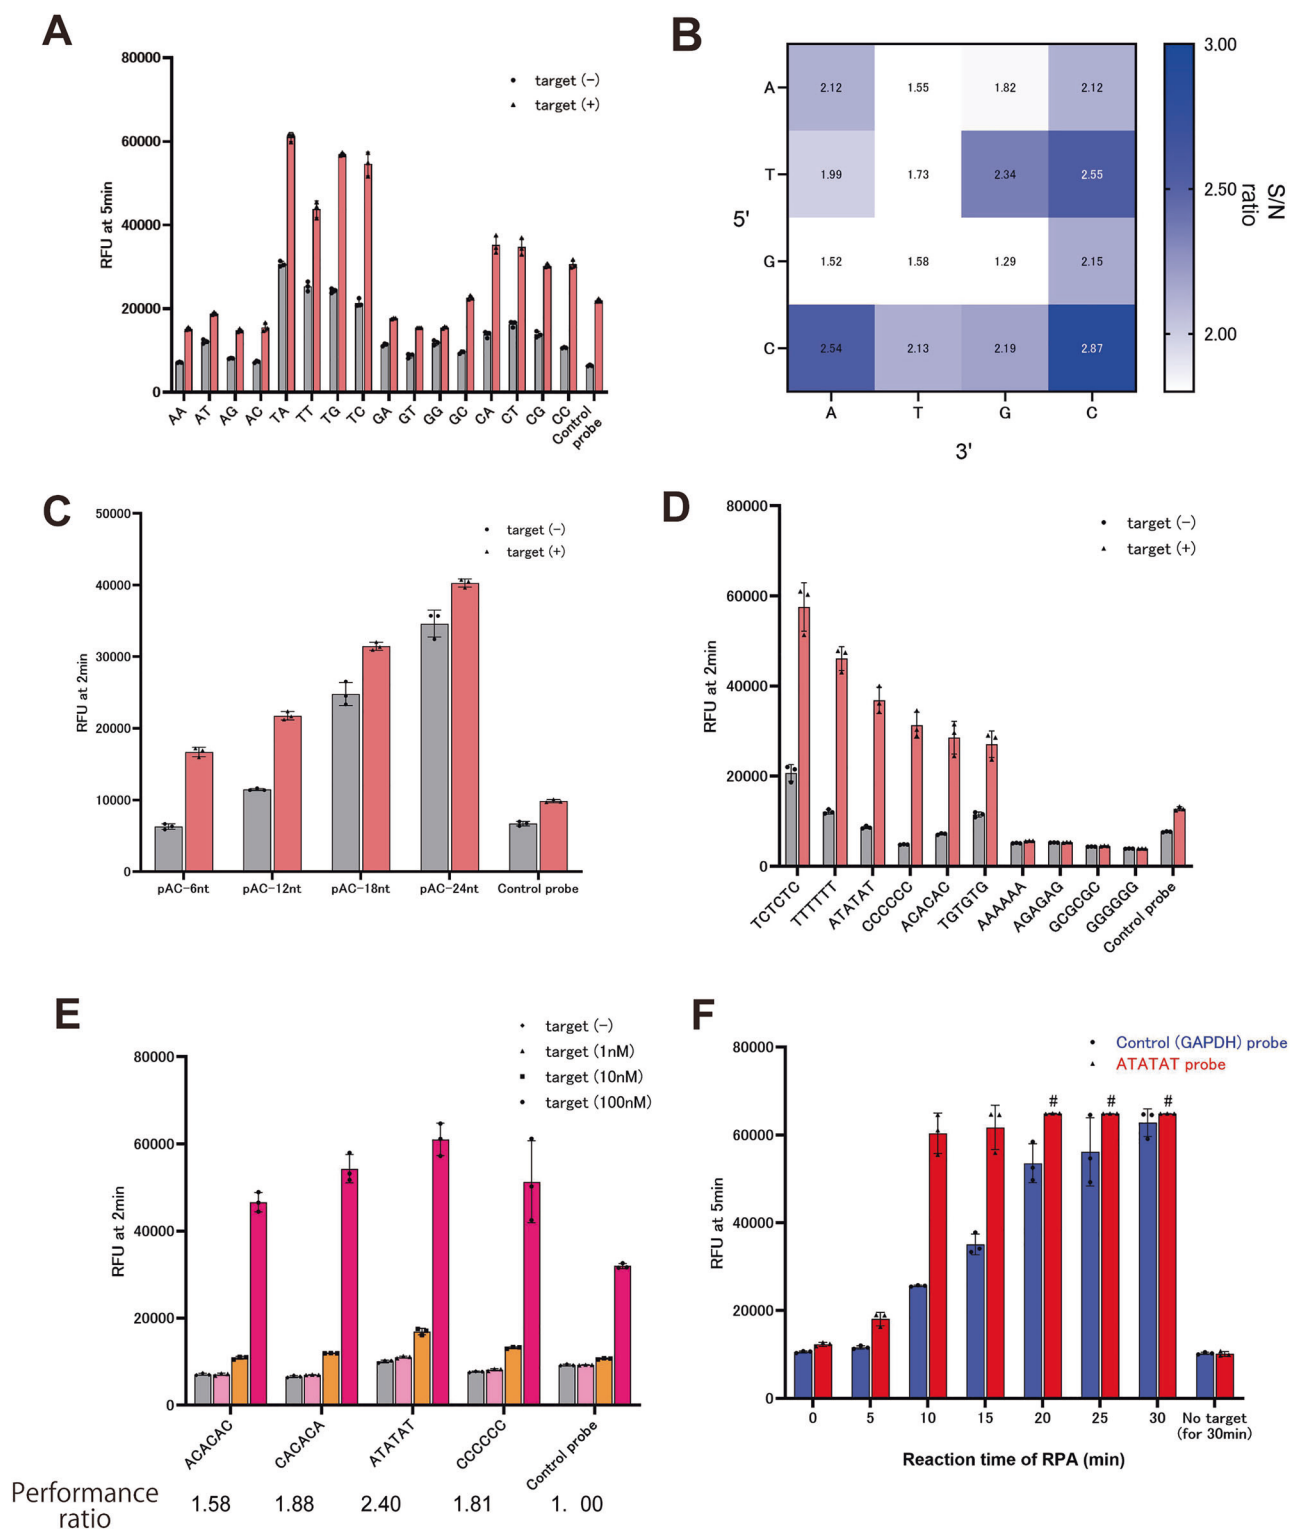 A
80000
60000
40000
20000
0
RFU at 5min
target (−)
target (+)
AA
AT
AG
AC
TA
TT
TG
TC
GA
GT
GG
GC
CA
CT
CG
CC
Control
probe
B
A
T
G
C
5'
2.12 1.55 1.82 2.12
1.99 1.73 2.34 2.55
1.52 1.58 1.29 2.15
2.54 2.13 2.19 2.87
A T G C
3'
3.00
2.50
2.00
S/N
ratio
C
50000
40000
30000
20000
10000
0
RFU at 2min
target (−)
target (+)
pAC−6nt pAC−12nt pAC−18nt pAC−24nt Control probe
D
80000
60000
40000
20000
0
RFU at 2min
target (−)
target (+)
TCTCTC
TTTTTT
ATATAT
CCCCCC
ACACAC
TGTGTG
AAAAAA
AGAGAG
GCGCGC
GGGGGG
Control probe
E
80000
60000
40000
20000
0
RFU at 2min
target (−)
target (1nM)
target (10nM)
target (100nM)
ACACAC
CACACA
ATATAT
CCCCCC
Control probe
Performance
ratio
1.58 1.88 2.40 1.81 1. 00
F
80000
60000
40000
20000
0
RFU at 5min
Control (GAPDH) probe
ATATAT probe
# # #
0 5 10 15 20 25 30 No target
(for 30min)
Reaction time of RPA (min)